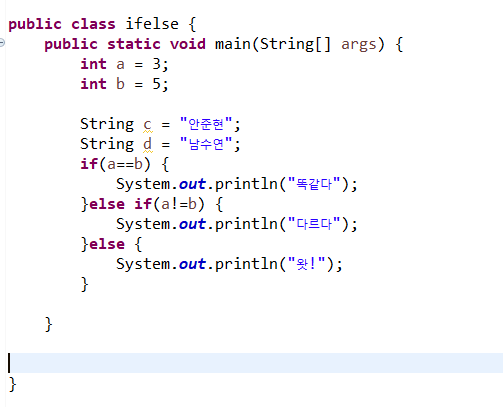 public class ifelse {
public static void main(String[] args) {
int a = 3;
int b = 5;
String c = "안준현";
String d = "남수연";
if(a==b) {
System.out.println("똑같다");
}else if(a!=b) {
System.out.println("다르다");
}else {
System.out.println("왓!");
}
}
}